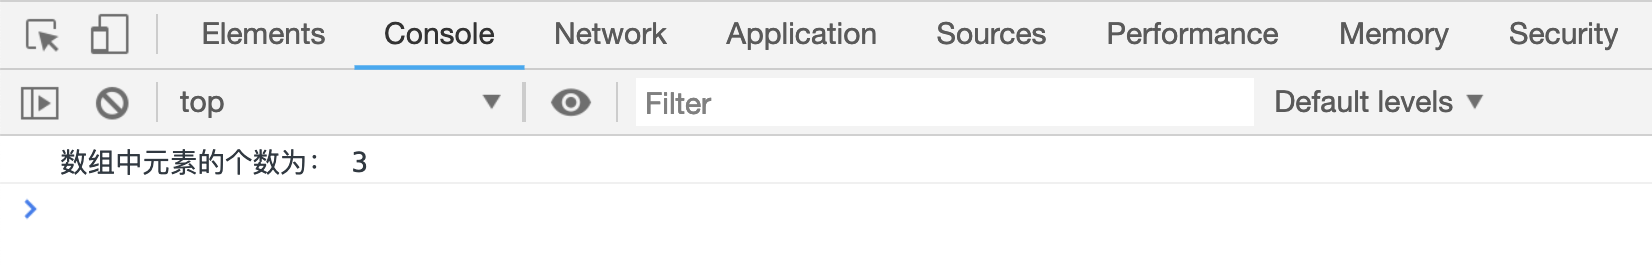 Elements Console Network Application Sources Performance Memory Security
top Filter Default levels
数组中元素的个数为： 3